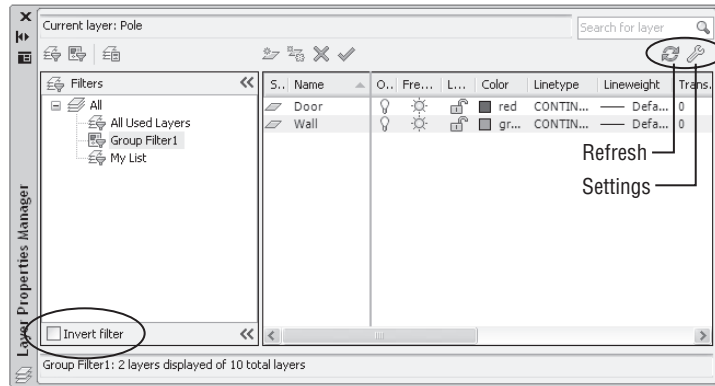 Current layer: Pole
Search for layer
Filters
All
All Used Layers
Group Filter1
My List
S.. Name O.. Fre... L... Color Linetype Lineweight Trans.
Door red CONTIN... Defa... 0
Wall gr... CONTIN... Defa... 0
Refresh
Settings
Invert filter
Group Filter1: 2 layers displayed of 10 total layers
Layer Properties Manager